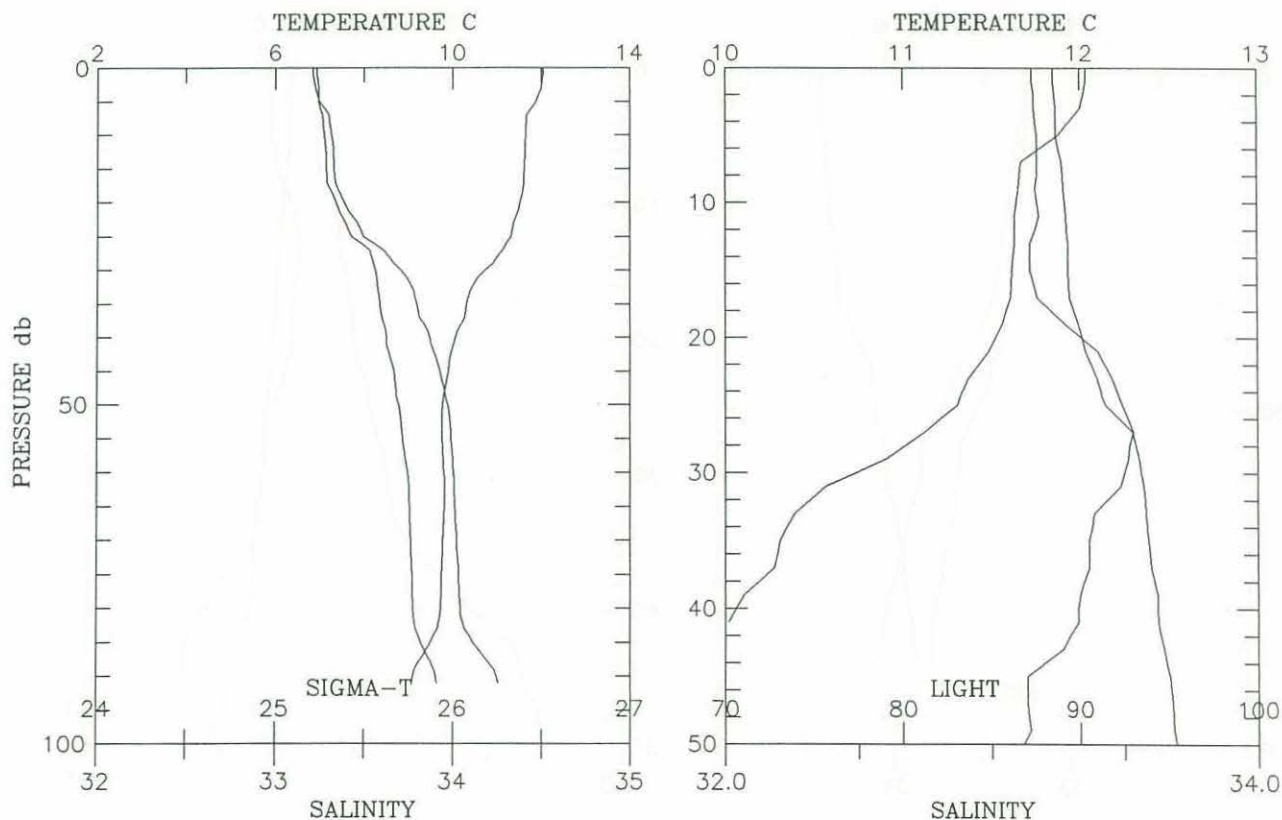 TEMPERATURE C
2 6 10 14
0
50
100
PRESSURE db
SIGMA-T
24 25 26 27
32 33 34 35
SALINITY
TEMPERATURE C
10 11 12 13
0
10
20
30
40
50
LIGHT
70 80 90 100
32.0 34.0
SALINITY